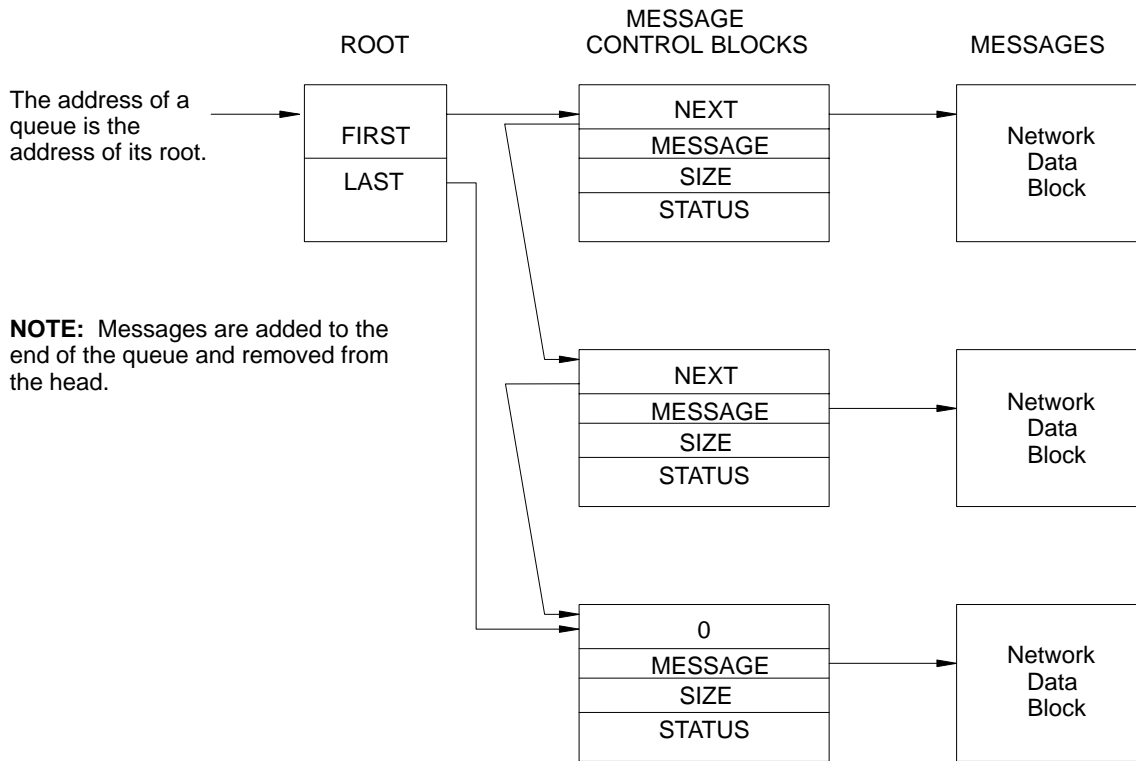 ROOT
MESSAGE
CONTROL BLOCKS
MESSAGES
The address of a
queue is the
address of its root.
FIRST
LAST
NEXT
MESSAGE
SIZE
STATUS
Network
Data
Block
NOTE: Messages are added to the
end of the queue and removed from
the head.
NEXT
MESSAGE
SIZE
STATUS
Network
Data
Block
0
MESSAGE
SIZE
STATUS
Network
Data
Block